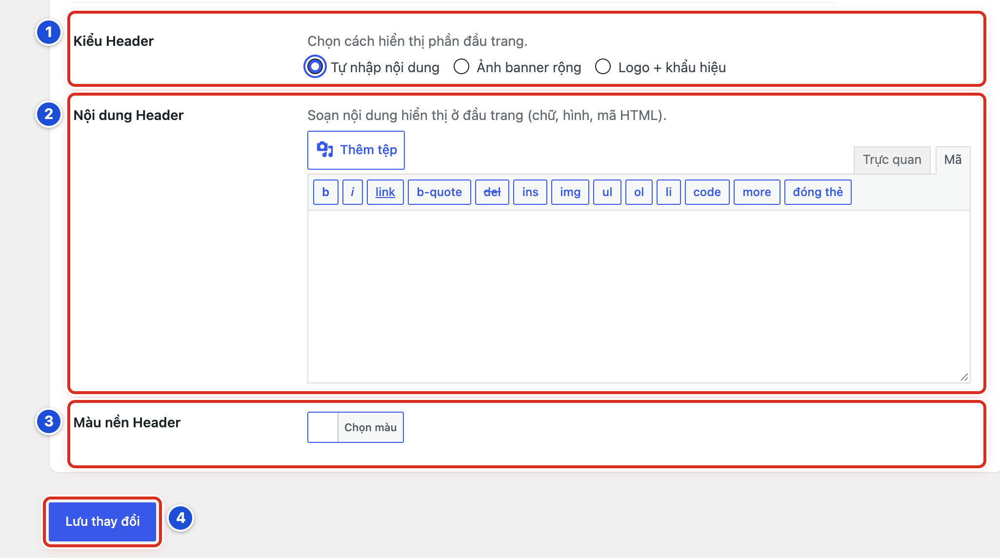 1
Kiểu Header
Chọn cách hiển thị phần đầu trang.
Tự nhập nội dung Ảnh banner rộng Logo + khẩu hiệu
2
Nội dung Header
Soạn nội dung hiển thị ở đầu trang (chữ, hình, mã HTML).
Thêm tệp
Trực quan Mã
b i link b-quote del ins img ul ol li code more đóng thẻ
3
Màu nền Header
Chọn màu
Lưu thay đổi
4